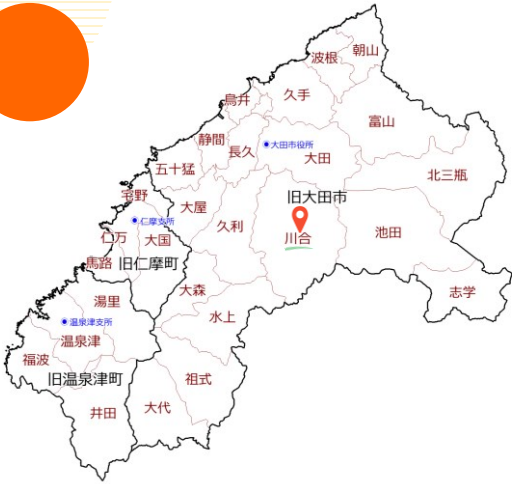 朝山
波根
久手
鳥井
富山
静間
長久
大田市役所
大田
五十猛
北三瓶
宅野
旧大田市
大屋
仁摩支所
久利
池田
仁万
大国
川合
馬路
旧仁摩町
大森
志学
湯里
水上
温泉津支所
温泉津
福波
旧温泉津町
祖式
井田
大代